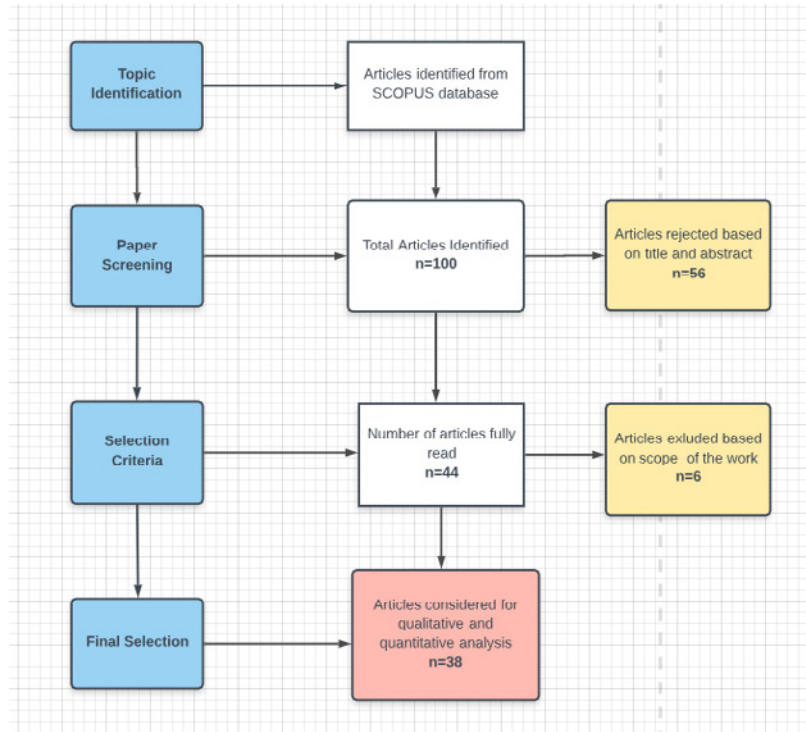 Topic
Identification
Articles identified from
SCOPUS database
Paper
Screening
Total Articles Identified
n=100
Articles rejected based
on title and abstract
n=56
Selection
Criteria
Number of articles fully
read
n=44
Articles exluded based
on scope of the work
n=6
Final Selection
Articles considered for
qualitative and
quantitative analysis
n=38